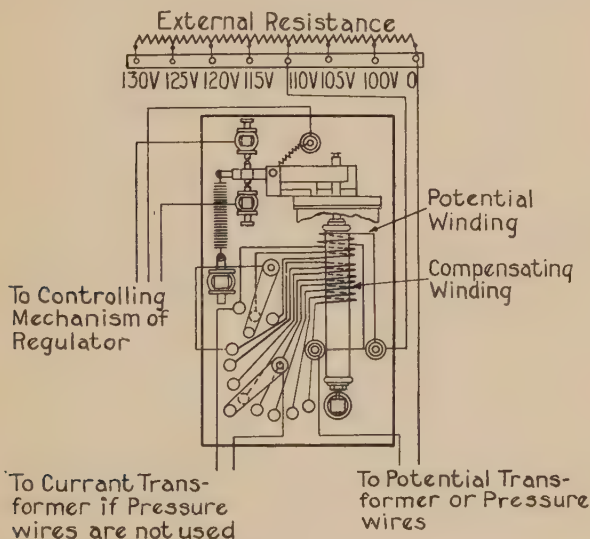 External Resistance
130V 125V 120V 115V 110V 105V 100V 0
Potential
Winding
Compensating
Winding
To Controlling
Mechanism of
Regulator
To Currant Trans-
former if Pressure
wires are not used
To Potential Trans-
former or Pressure
wires